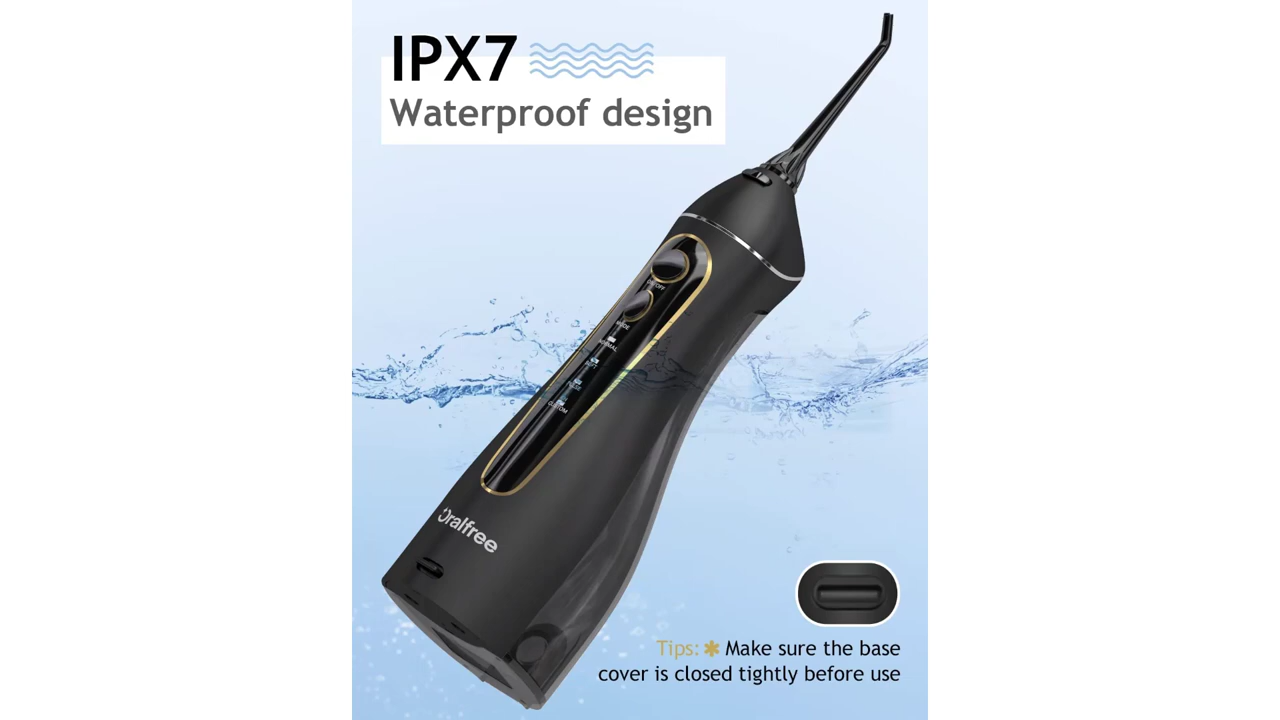 IPX7
Waterproof design
ON/OFF
MODE
NORMAL
SOFT
PULSE
CUSTOM
Oralfree
Tips:✱ Make sure the base
cover is closed tightly before use